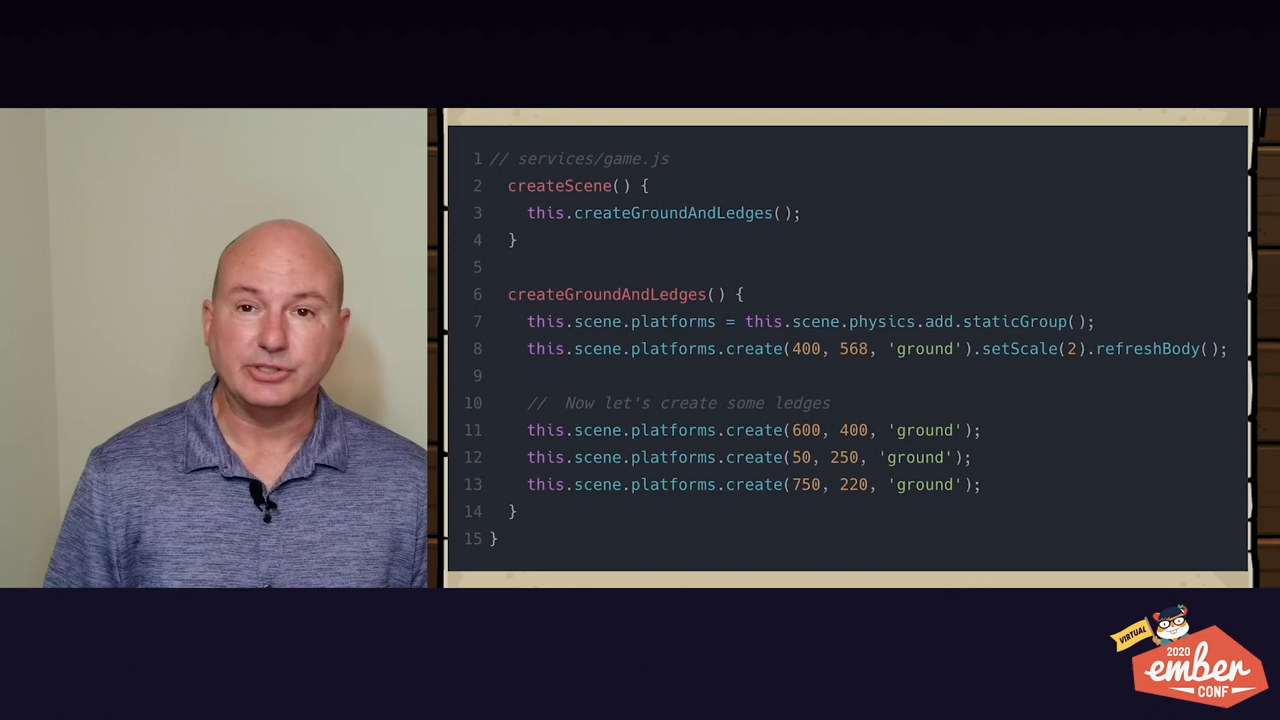 1 // services/game.js
2 createScene() {
3 this.createGroundAndLedges();
4 }
5
6 createGroundAndLedges() {
7 this.scene.platforms = this.scene.physics.add.staticGroup();
8 this.scene.platforms.create(400, 568, 'ground').setScale(2).refreshBody();
9
10 // Now let's create some ledges
11 this.scene.platforms.create(600, 400, 'ground');
12 this.scene.platforms.create(50, 250, 'ground');
13 this.scene.platforms.create(750, 220, 'ground');
14 }
15 }
VIRTUAL
2020
ember
CONF